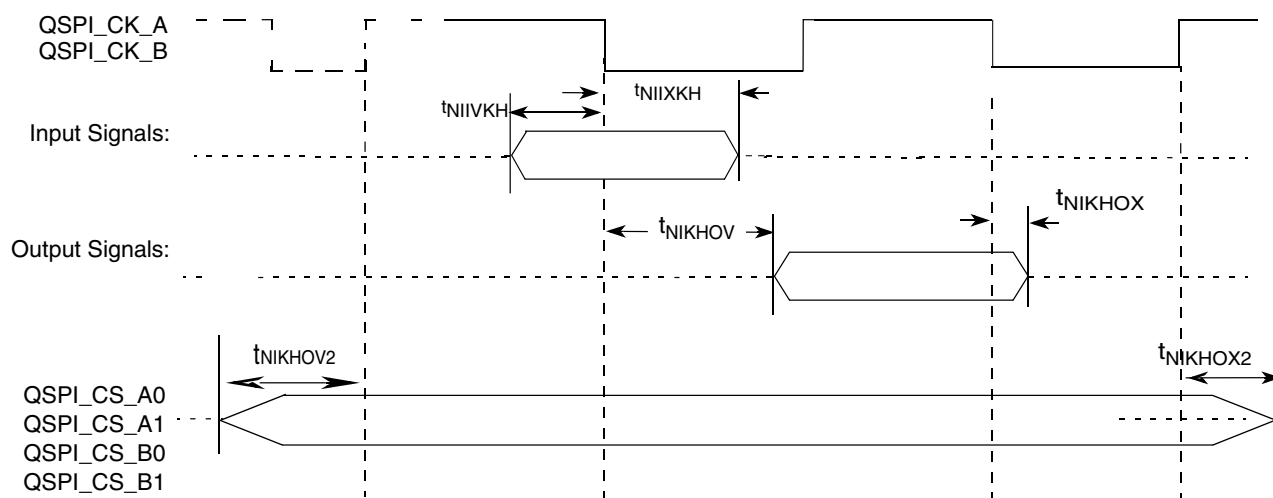 QSPI_CK_A
QSPI_CK_B
tNIIVKH
tNIIXKH
Input Signals:
tNIKHOX
tNIKHOV
Output Signals:
tNIKHOV2
tNIKHOX2
QSPI_CS_A0
QSPI_CS_A1
QSPI_CS_B0
QSPI_CS_B1